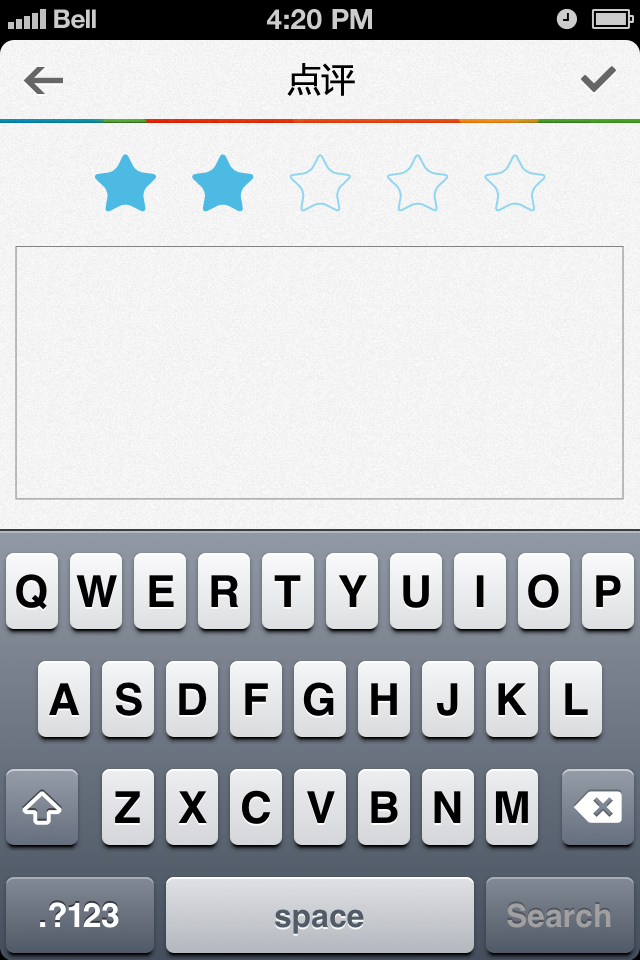 Bell 4:20 PM
点评
Q W E R T Y U I O P
A S D F G H J K L
Z X C V B N M
.?123 space Search